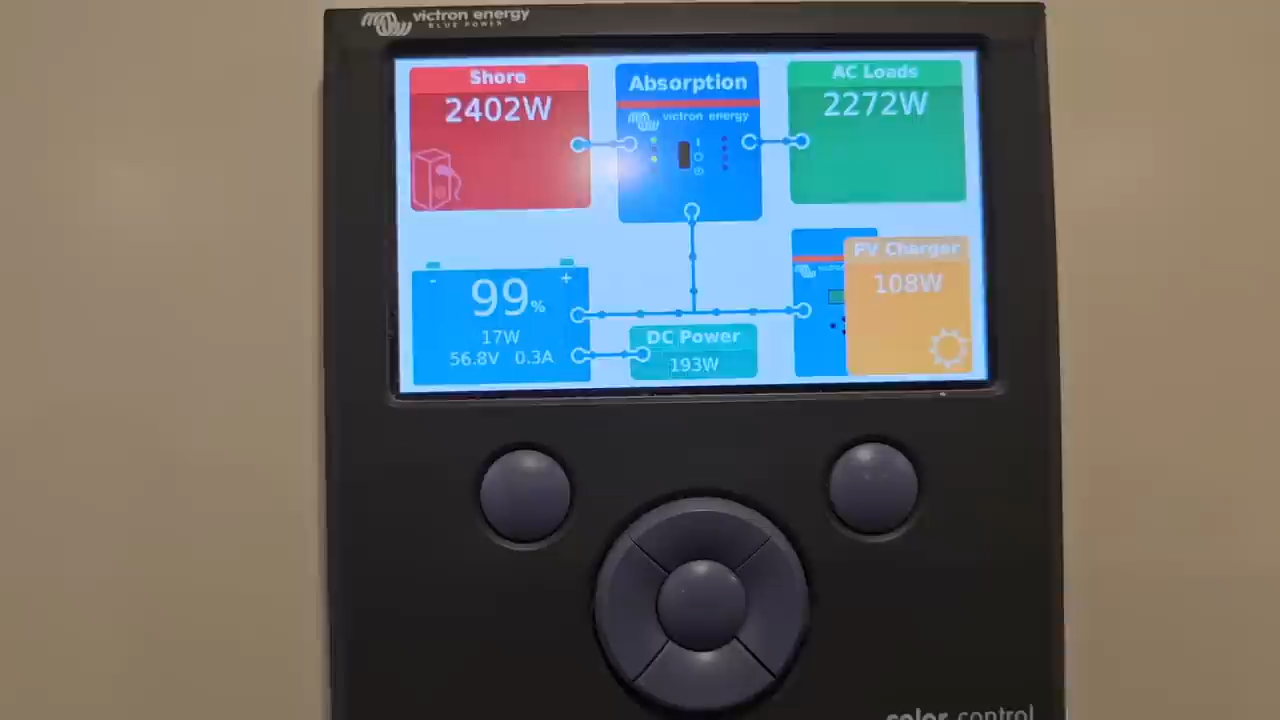 victron energy
BLUE POWER
Shore
2402W
Absorption
victron energy
AC Loads
2272W
- +
99%
17W
56.8V 0.3A
DC Power
193W
PV Charger
108W
color control